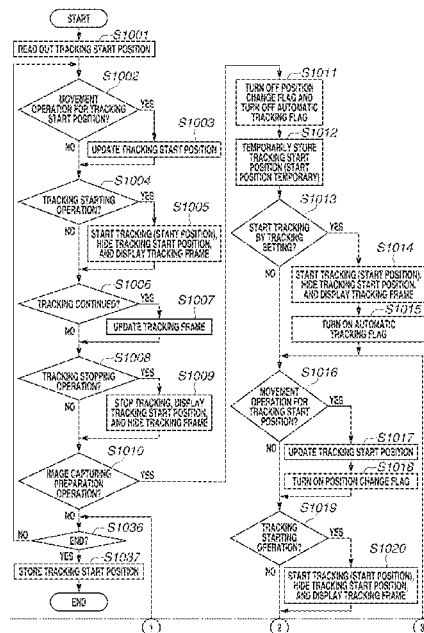 START
S1001
READ OUT TRACKING START POSITION
S1002
MOVEMENT
OPERATION FOR TRACKING
START POSITION?
YES
NO
S1003
UPDATE TRACKING START POSITION
S1004
TRACKING STARTING
OPERATION?
YES
NO
S1005
START TRACKING (START POSITION),
HIDE TRACKING START POSITION,
AND DISPLAY TRACKING FRAME
S1006
TRACKING CONTINUED?
YES
NO
S1007
UPDATE TRACKING FRAME
S1008
TRACKING STOPPING
OPERATION?
YES
NO
S1009
STOP TRACKING, DISPLAY
TRACKING START POSITION,
AND HIDE TRACKING FRAME
S1010
IMAGE CAPTURING
PREPARATION
OPERATION?
YES
NO
S1036
END?
NO
YES
S1037
STORE TRACKING START POSITION
END
S1011
TURN OFF POSITION
CHANGE FLAG AND
TURN OFF AUTOMATIC
TRACKING FLAG
S1012
TEMPORARILY STORE
TRACKING START
POSITION (START
POSITION TEMPORARY)
S1013
START TRACKING
BY TRACKING
SETTING?
YES
NO
S1014
START TRACKING (START POSITION),
HIDE TRACKING START POSITION,
AND DISPLAY TRACKING FRAME
S1015
TURN ON AUTOMATIC
TRACKING FLAG
S1016
MOVEMENT
OPERATION FOR
TRACKING START
POSITION?
YES
NO
S1017
UPDATE TRACKING START POSITION
S1018
TURN ON POSITION CHANGE FLAG
S1019
TRACKING
STARTING
OPERATION?
YES
NO
S1020
START TRACKING (START POSITION),
HIDE TRACKING START POSITION,
AND DISPLAY TRACKING FRAME
(1) (2) (3